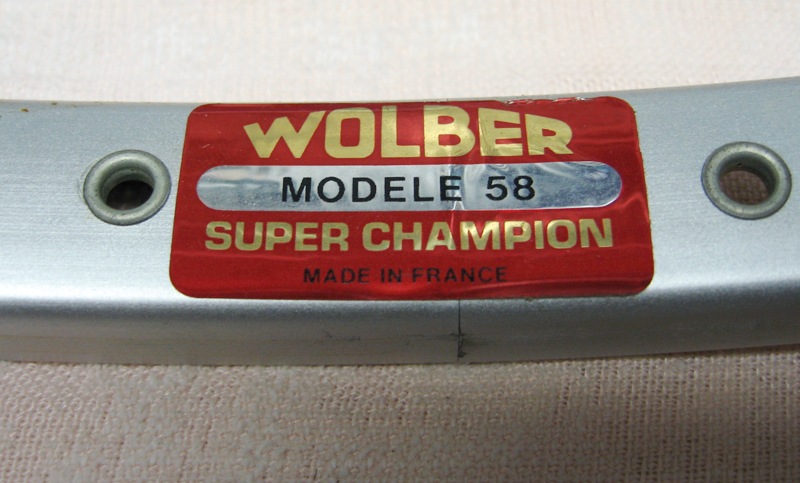 WOLBER
MODELE 58
SUPER CHAMPION
MADE IN FRANCE